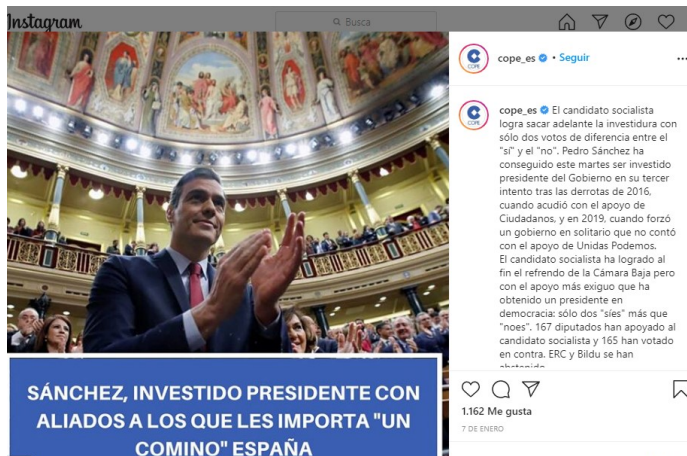 Instagram
Busca
cope_es • Seguir
COPE
cope_es El candidato socialista
logra sacar adelante la investidura con
sólo dos votos de diferencia entre el
"sí" y el "no". Pedro Sánchez ha
conseguido este martes ser investido
presidente del Gobierno en su tercer
intento tras las derrotas de 2016,
cuando acudió con el apoyo de
Ciudadanos, y en 2019, cuando forzó
un gobierno en solitario que no contó
con el apoyo de Unidas Podemos.
El candidato socialista ha logrado al
fin el refrendo de la Cámara Baja pero
con el apoyo más exiguo que ha
obtenido un presidente en
democracia: sólo dos "síes" más que
"noes". 167 diputados han apoyado al
candidato socialista y 165 han votado
en contra. ERC y Bildu se han
abstenido
COPE
SÁNCHEZ, INVESTIDO PRESIDENTE CON
ALIADOS A LOS QUE LES IMPORTA "UN
COMINO" ESPAÑA
1.162 Me gusta
7 DE ENERO